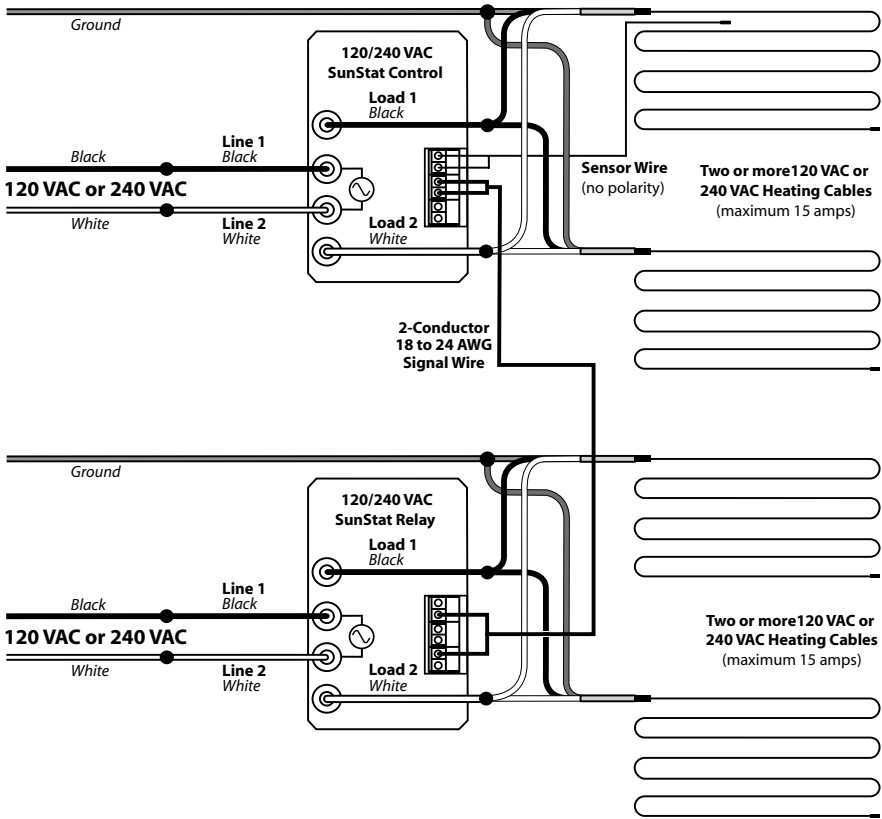 Ground
120/240 VAC
SunStat Control
Load 1
Black
Line 1
Black
Black
120 VAC or 240 VAC
White
Line 2
White
Load 2
White
Sensor Wire
(no polarity)
Two or more120 VAC or
240 VAC Heating Cables
(maximum 15 amps)
2-Conductor
18 to 24 AWG
Signal Wire
Ground
120/240 VAC
SunStat Relay
Load 1
Black
Line 1
Black
Black
120 VAC or 240 VAC
White
Line 2
White
Load 2
White
Two or more120 VAC or
240 VAC Heating Cables
(maximum 15 amps)